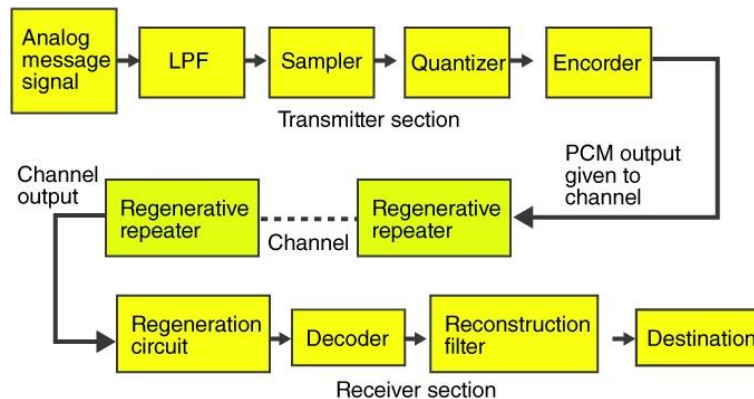 Analog
message
signal
LPF
Sampler
Quantizer
Encorder
Transmitter section
PCM output
given to
channel
Channel
output
Regenerative
repeater
Channel
Regenerative
repeater
Regeneration
circuit
Decoder
Reconstruction
filter
Destination
Receiver section